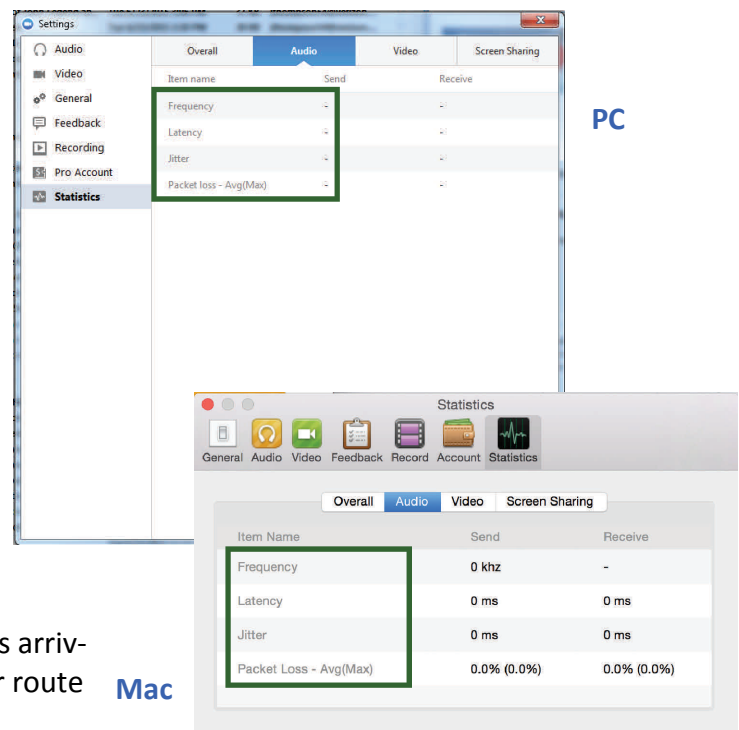 Settings
Audio
Video
General
Feedback
Recording
Pro Account
Statistics
Overall Audio Video Screen Sharing
Item name Send Receive
Frequency - -
Latency - -
Jitter - -
Packet loss - Avg(Max) - -
PC
Statistics
General Audio Video Feedback Record Account Statistics
Overall Audio Video Screen Sharing
Item Name Send Receive
Frequency 0 khz -
Latency 0 ms 0 ms
Jitter 0 ms 0 ms
Packet Loss - Avg(Max) 0.0% (0.0%) 0.0% (0.0%)
s arriv-
r route
Mac